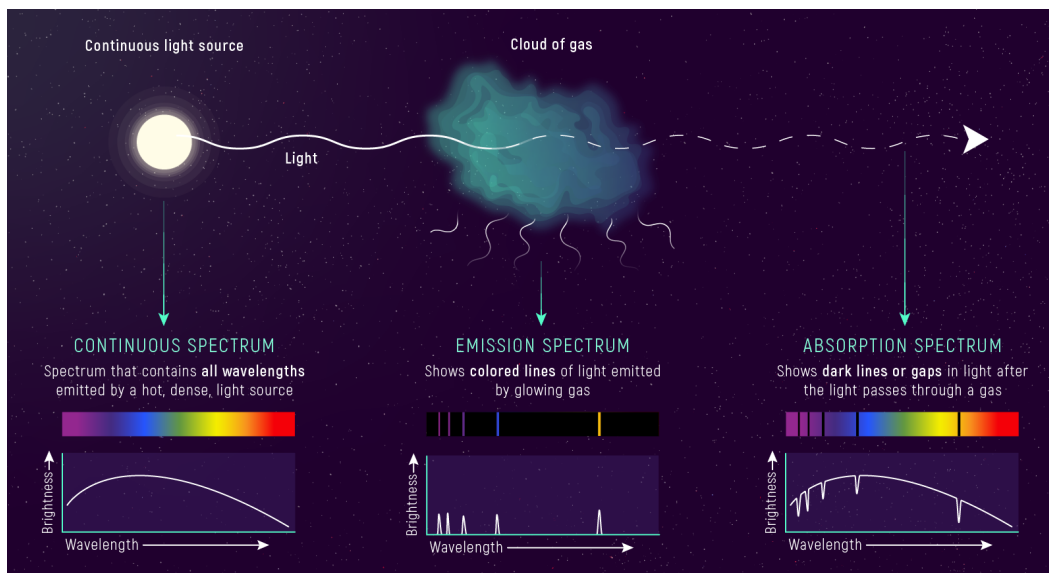 Continuous light source
Cloud of gas
Light
CONTINUOUS SPECTRUM
Spectrum that contains all wavelengths
emitted by a hot, dense, light source
Brightness
Wavelength
EMISSION SPECTRUM
Shows colored lines of light emitted
by glowing gas
Brightness
Wavelength
ABSORPTION SPECTRUM
Shows dark lines or gaps in light after
the light passes through a gas
Brightness
Wavelength